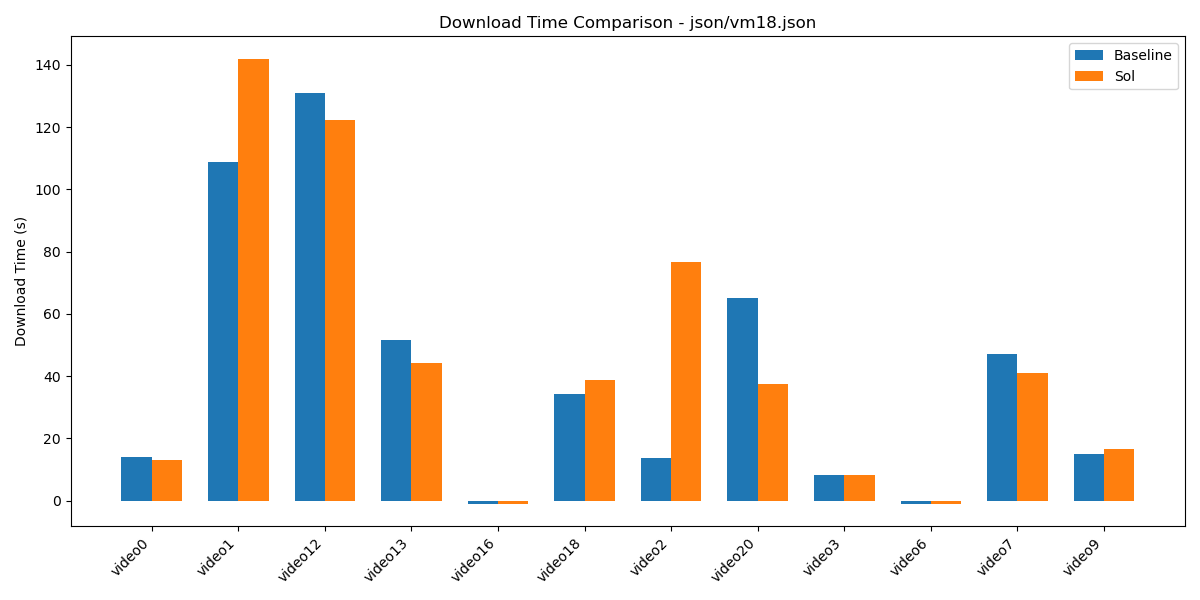 Download Time Comparison - json/vm18.json
Baseline
Sol
Download Time (s)
140
120
100
80
60
40
20
0
video0
video1
video12
video13
video16
video18
video2
video20
video3
video6
video7
video9